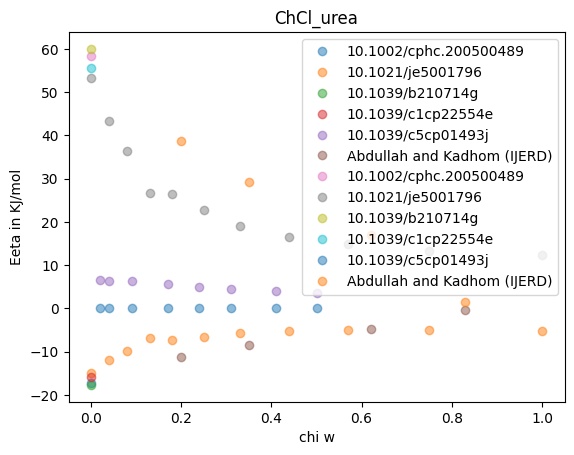 ChCl_urea
Eeta in KJ/mol
60
50
40
30
20
10
0
−10
−20
10.1002/cphc.200500489
10.1021/je5001796
10.1039/b210714g
10.1039/c1cp22554e
10.1039/c5cp01493j
Abdullah and Kadhom (IJERD)
10.1002/cphc.200500489
10.1021/je5001796
10.1039/b210714g
10.1039/c1cp22554e
10.1039/c5cp01493j
Abdullah and Kadhom (IJERD)
0.0 0.2 0.4 0.6 0.8 1.0
chi w